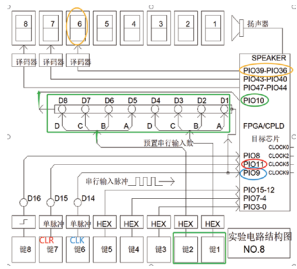 8 7 6 5 4 3 2 1
扬声器
译码器 译码器 译码器
SPEAKER
PIO39-PIO36
PIO43-PIO40
PIO47-PIO44
PIO10
D8 D7 D6 D5 D4 D3 D2 D1
D C B A D C B A
FPGA/CPLD
预置串行输入数
目标芯片
CLOCK0
PIO8 CLOCK2
PIO11 CLOCK5
PIO9 CLOCK9
串行输入脉冲
D16 D15 D14
PIO15-12
PIO7-4
PIO3-0
单脉冲 单脉冲 HEX HEX HEX HEX
CLR CLK
键8 键7 键6 键5 键4 键3 键2 键1
实验电路结构图
NO.8